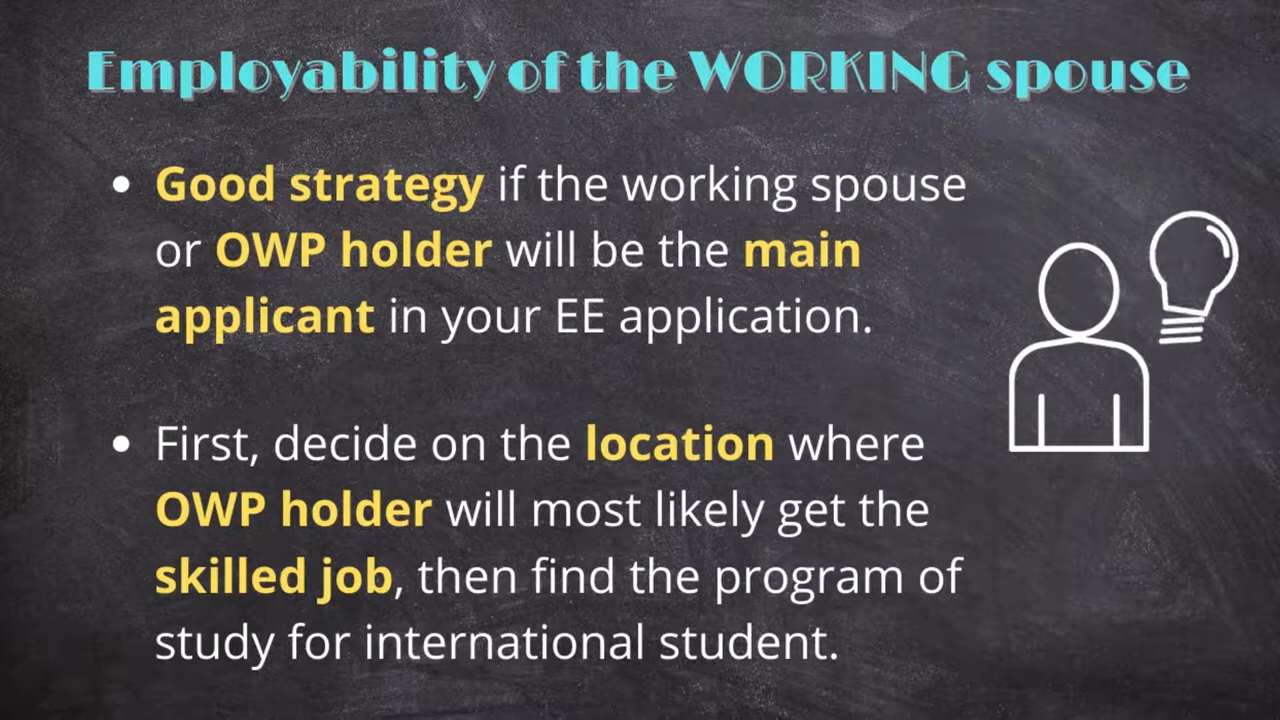 Employability of the WORKING spouse
• Good strategy if the working spouse
or OWP holder will be the main
applicant in your EE application.
• First, decide on the location where
OWP holder will most likely get the
skilled job, then find the program of
study for international student.